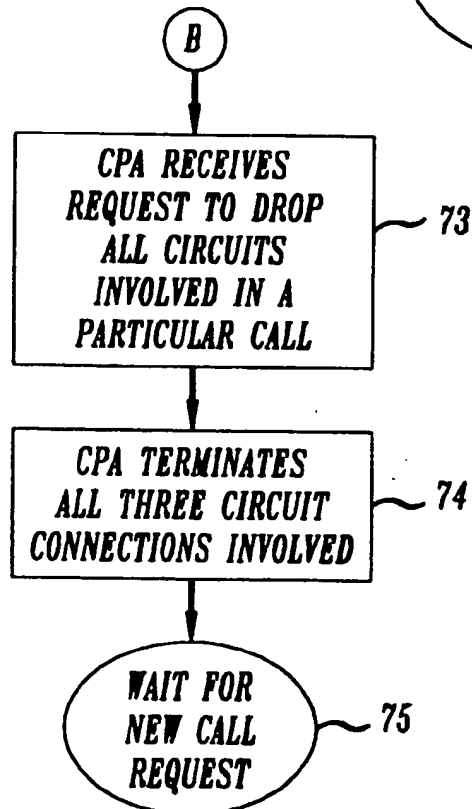 B
CPA RECEIVES
REQUEST TO DROP
ALL CIRCUITS
INVOLVED IN A
PARTICULAR CALL
73
CPA TERMINATES
ALL THREE CIRCUIT
CONNECTIONS INVOLVED
74
WAIT FOR
NEW CALL
REQUEST
75